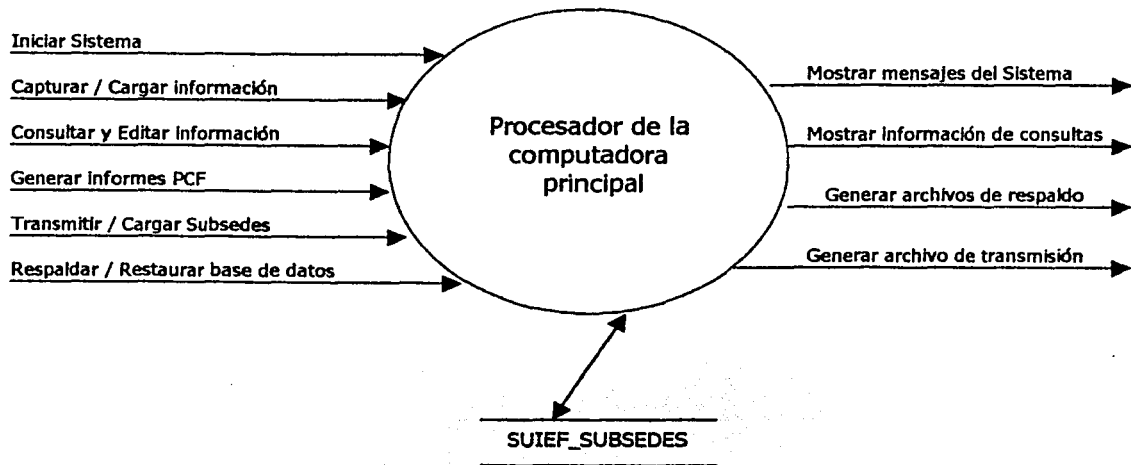 Iniciar Sistema
Capturar / Cargar información
Consultar y Editar información
Generar informes PCF
Transmitir / Cargar Subsedes
Respaldar / Restaurar base de datos
Procesador de la
computadora
principal
Mostrar mensajes del Sistema
Mostrar información de consultas
Generar archivos de respaldo
Generar archivo de transmisión
SUIEF_SUBSEDES